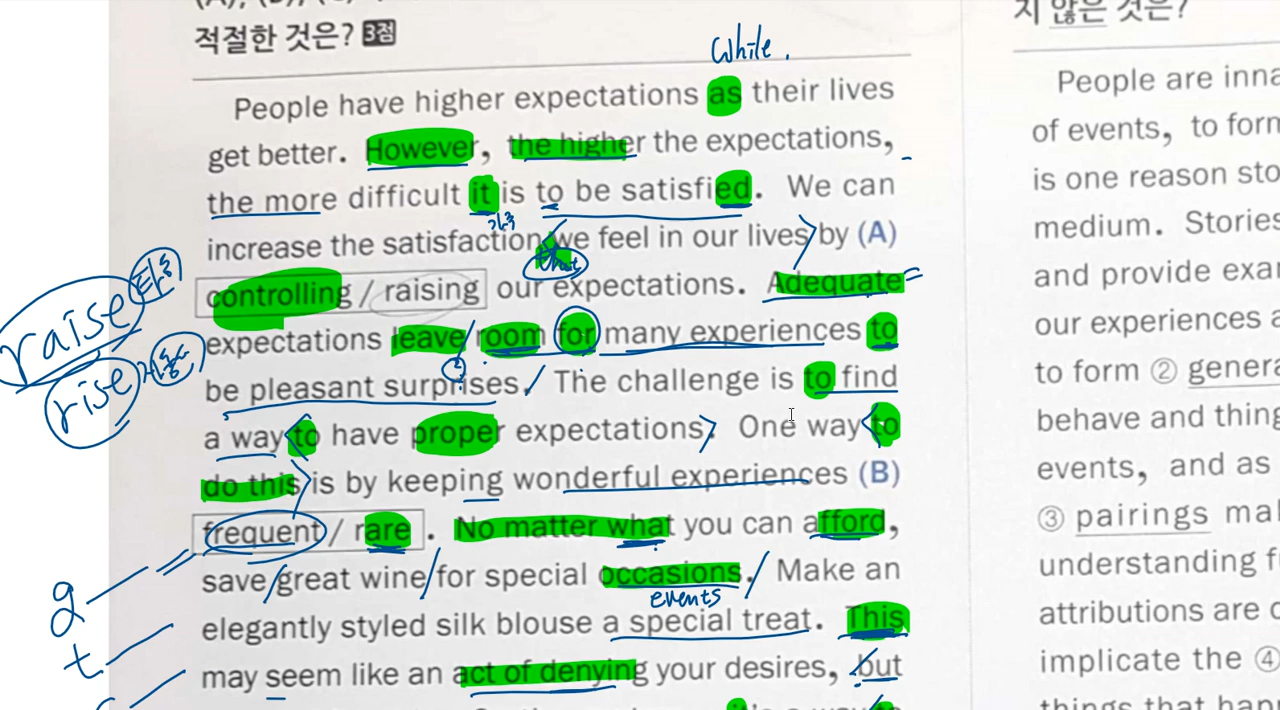 적절한 것은? 3점
지 않은 것은?
while.
People have higher expectations as their lives
get better. However, the higher the expectations,
the more difficult it is to be satisfied. We can
increase the satisfaction we feel in our lives by (A)
that
controlling / raising our expectations. Adequate
expectations leave room for many experiences to
be pleasant surprises. The challenge is to find
a way to have proper expectations. One way to
do this is by keeping wonderful experiences (B)
frequent / rare. No matter what you can afford,
save great wine for special occasions. Make an
events
elegantly styled silk blouse a special treat. This
may seem like an act of denying your desires, but
raise
rise
g
t
People are inna
of events, to form
is one reason sto
medium. Stories
and provide exa
our experiences a
to form ② genera
behave and thing
events, and as
③ pairings mal
understanding f
attributions are c
implicate the ④
things that hap